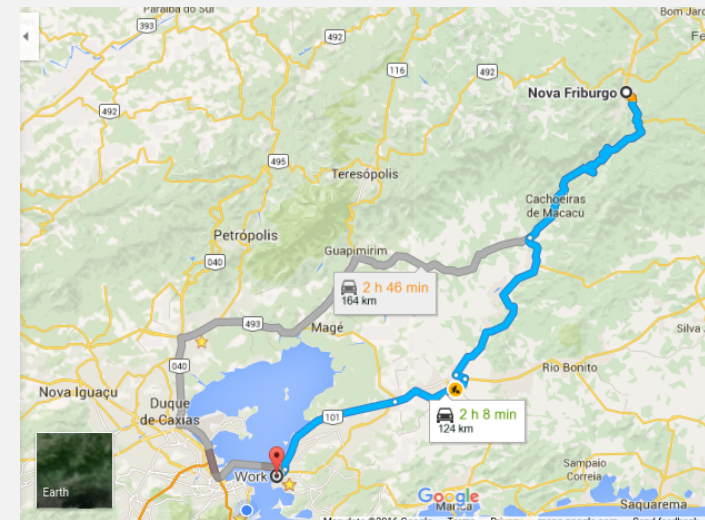 Paraíba do Sul
Bom Jard
393
492
116
492
Nova Friburgo
492
495
Teresópolis
Cachoeiras
de Macacu
Petrópolis
040
Guapimirim
2 h 46 min
164 km
493
Magé
Silva
040
Rio Bonito
Nova Iguaçu
Duque
de Caxias
101
2 h 8 min
124 km
Earth
Work
Sampaio
Correia
Google
Maricá
Saquarema